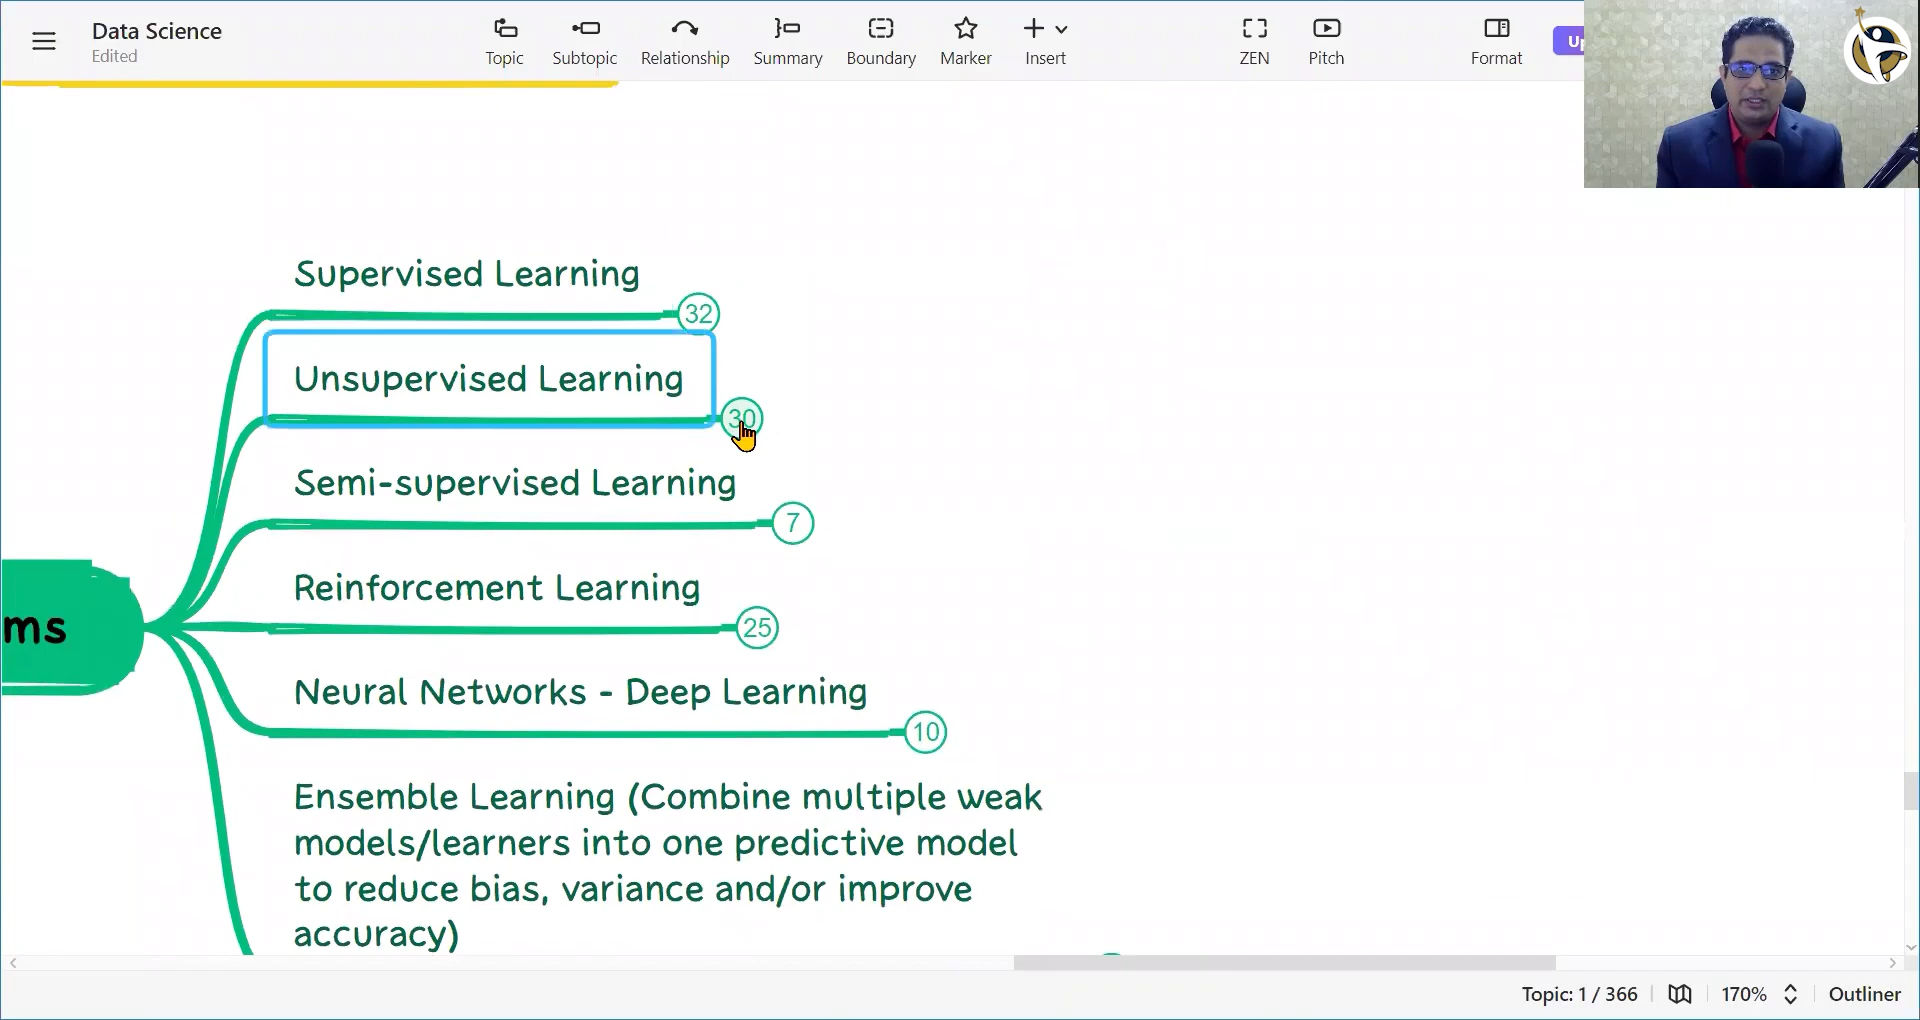 Data Science
Edited
Topic
Subtopic
Relationship
Summary
Boundary
Marker
Insert
ZEN
Pitch
Format
Up
Supervised Learning
32
Unsupervised Learning
30
Semi-supervised Learning
7
Reinforcement Learning
25
ms
Neural Networks - Deep Learning
10
Ensemble Learning (Combine multiple weak
models/learners into one predictive model
to reduce bias, variance and/or improve
accuracy)
Topic: 1 / 366
170%
Outliner